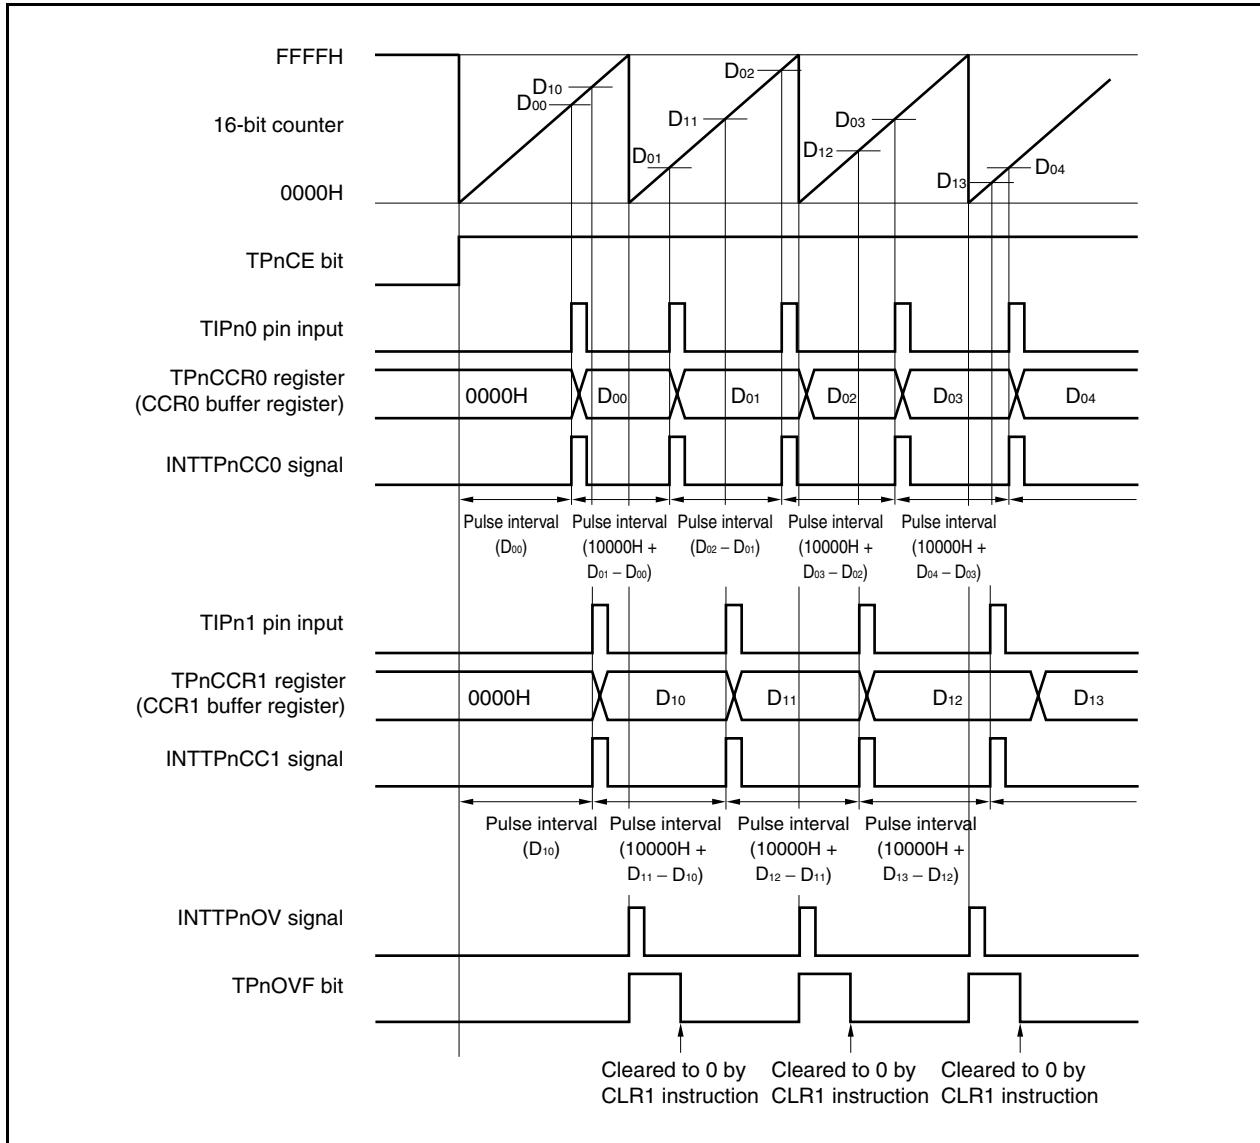 FFFFH
D10
D00
D02
16-bit counter
D11
D03
D01
D12
D04
D13
0000H
TPnCE bit
TIPn0 pin input
TPnCCR0 register
(CCR0 buffer register)
0000H
D00
D01
D02
D03
D04
INTTPnCC0 signal
Pulse interval
(D00)
Pulse interval
(10000H +
D01 – D00)
Pulse interval
(D02 – D01)
Pulse interval
(10000H +
D03 – D02)
Pulse interval
(10000H +
D04 – D03)
TIPn1 pin input
TPnCCR1 register
(CCR1 buffer register)
0000H
D10
D11
D12
D13
INTTPnCC1 signal
Pulse interval
(D10)
Pulse interval
(10000H +
D11 – D10)
Pulse interval
(10000H +
D12 – D11)
Pulse interval
(10000H +
D13 – D12)
INTTPnOV signal
TPnOVF bit
Cleared to 0 by
CLR1 instruction
Cleared to 0 by
CLR1 instruction
Cleared to 0 by
CLR1 instruction